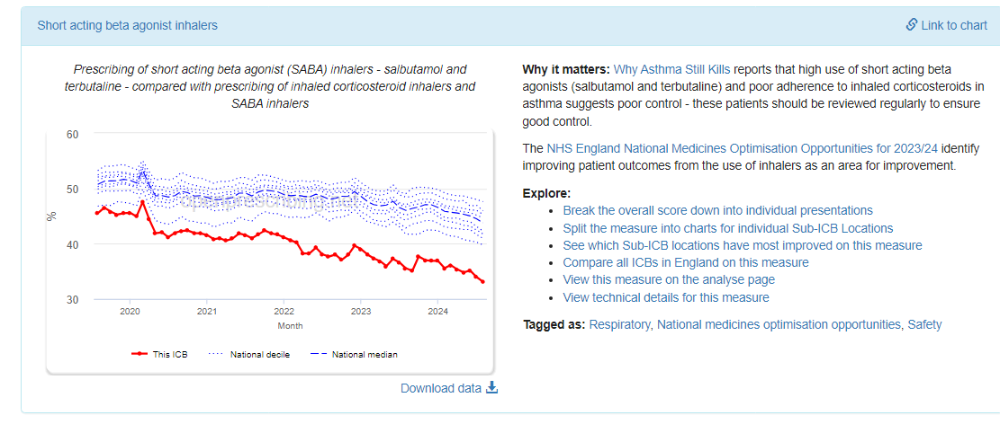 Short acting beta agonist inhalers
Link to chart
Prescribing of short acting beta agonist (SABA) inhalers - salbutamol and
terbutaline - compared with prescribing of inhaled corticosteroid inhalers and
SABA inhalers
60
50
40
30
%
openprescribing.net
2020 2021 2022 2023 2024
Month
This ICB National decile National median
Download data
Why it matters: Why Asthma Still Kills reports that high use of short acting beta
agonists (salbutamol and terbutaline) and poor adherence to inhaled corticosteroids in
asthma suggests poor control - these patients should be reviewed regularly to ensure
good control.
The NHS England National Medicines Optimisation Opportunities for 2023/24 identify
improving patient outcomes from the use of inhalers as an area for improvement.
Explore:
Break the overall score down into individual presentations
Split the measure into charts for individual Sub-ICB Locations
See which Sub-ICB locations have most improved on this measure
Compare all ICBs in England on this measure
View this measure on the analyse page
View technical details for this measure
Tagged as: Respiratory, National medicines optimisation opportunities, Safety